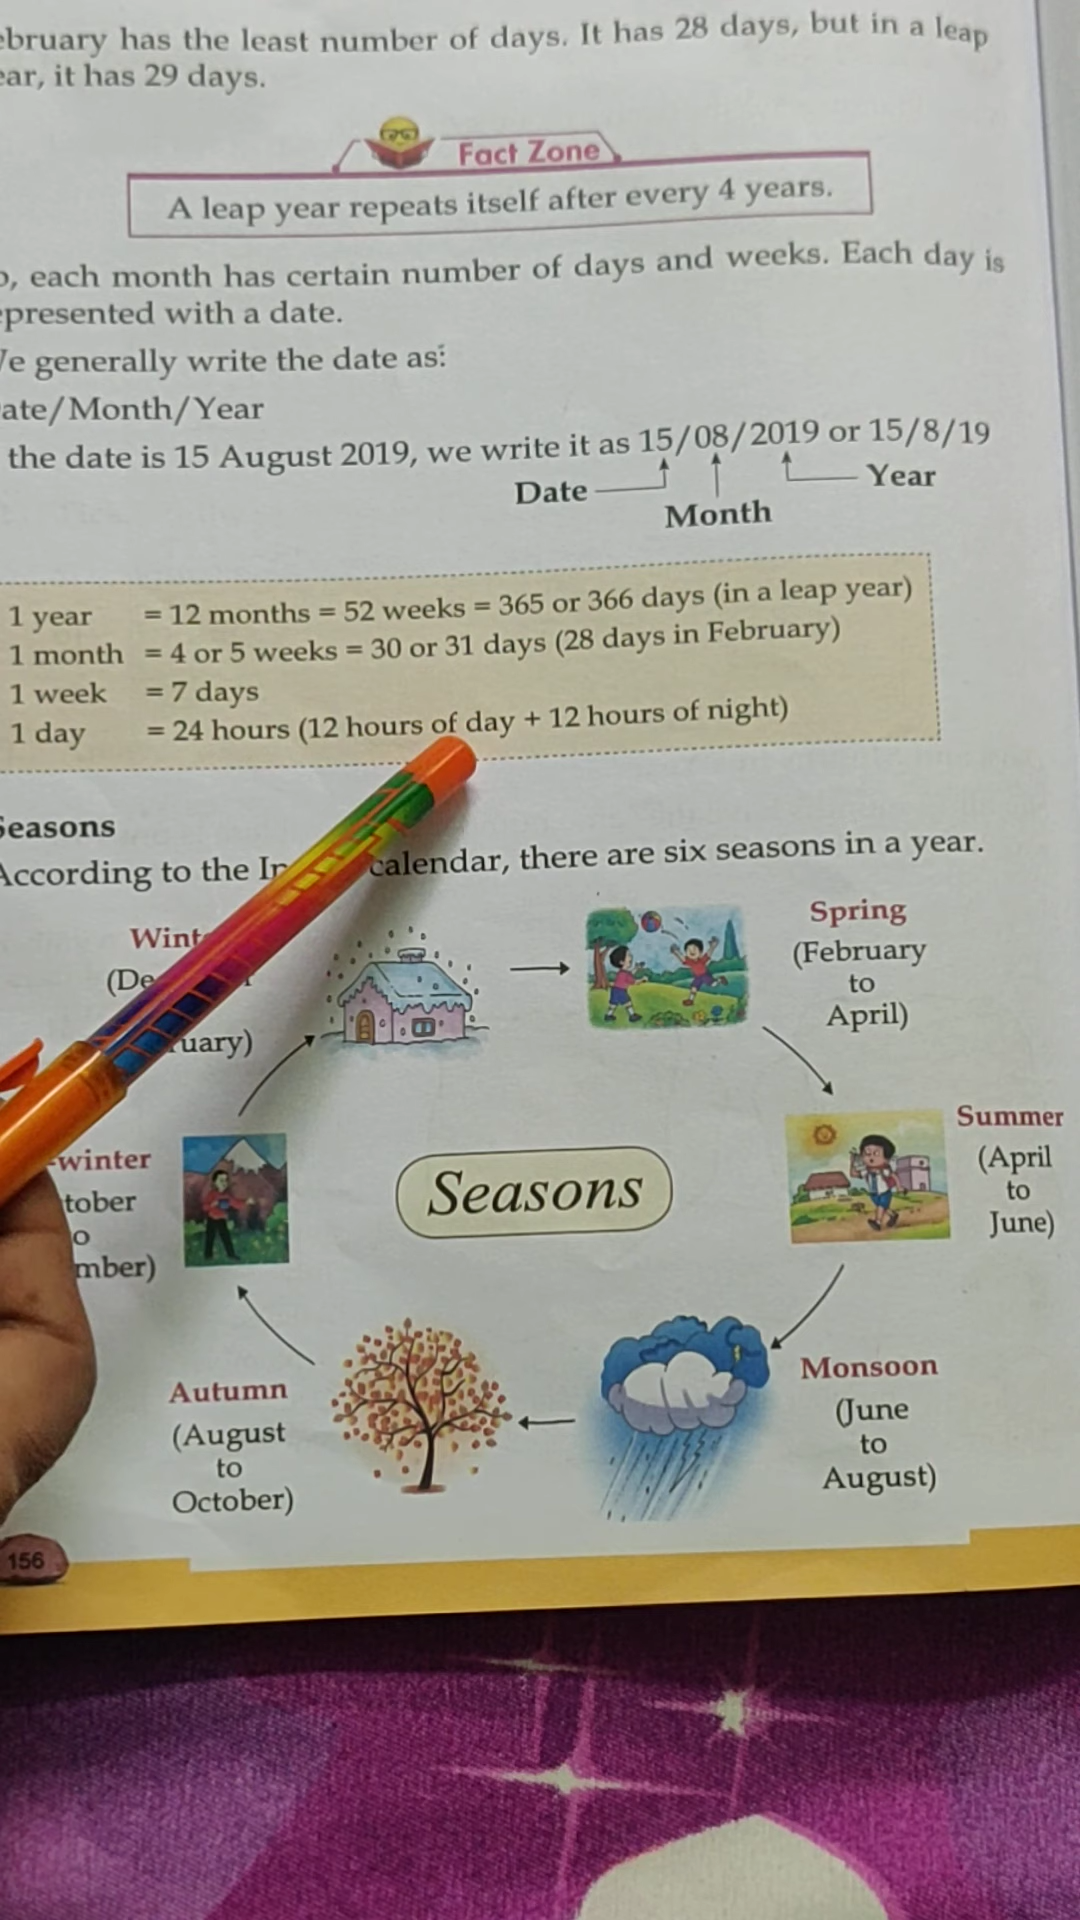 ebruary has the least number of days. It has 28 days, but in a leap
ear, it has 29 days.
Fact Zone
A leap year repeats itself after every 4 years.
o, each month has certain number of days and weeks. Each day is
epresented with a date.
We generally write the date as:
ate/Month/Year
the date is 15 August 2019, we write it as 15/08/2019 or 15/8/19
Date
Year
Month
1 year = 12 months = 52 weeks = 365 or 366 days (in a leap year)
1 month = 4 or 5 weeks = 30 or 31 days (28 days in February)
1 week = 7 days
1 day = 24 hours (12 hours of day + 12 hours of night)
Seasons
According to the In calendar, there are six seasons in a year.
Wint
(De
uary)
Spring
(February
to
April)
Summer
(April
to
June)
-winter
tober
o
mber)
Seasons
Monsoon
(June
to
August)
Autumn
(August
to
October)
156